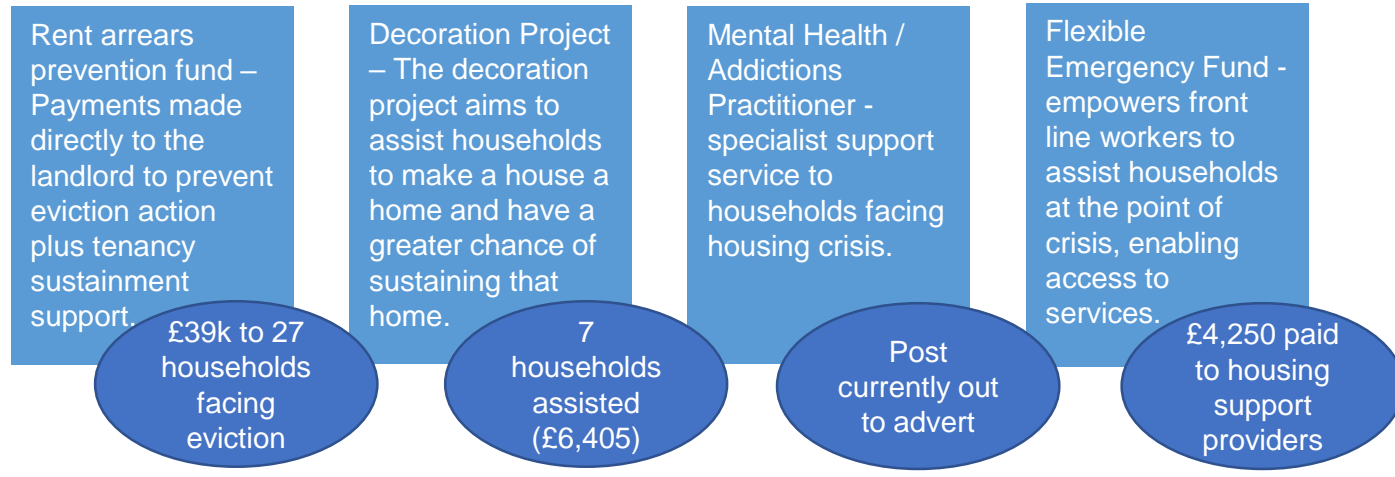 Rent arrears
prevention fund –
Payments made
directly to the
landlord to prevent
eviction action
plus tenancy
sustainment
support.
£39k to 27
households
facing
eviction
Decoration Project
– The decoration
project aims to
assist households
to make a house a
home and have a
greater chance of
sustaining that
home.
7
households
assisted
(£6,405)
Mental Health /
Addictions
Practitioner -
specialist support
service to
households facing
housing crisis.
Post
currently out
to advert
Flexible
Emergency Fund -
empowers front
line workers to
assist households
at the point of
crisis, enabling
access to
services.
£4,250 paid
to housing
support
providers